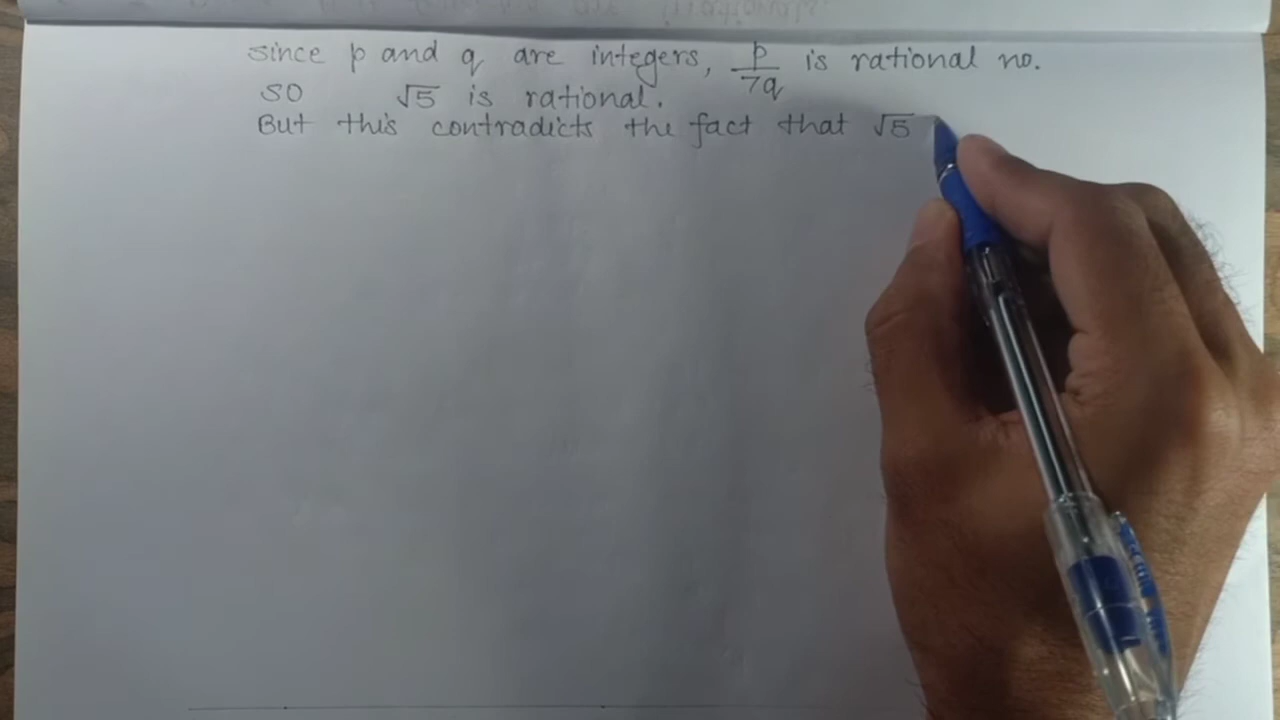 since p and q are integers, p/7q is rational no.
so √5 is rational.
But this contradicts the fact that √5